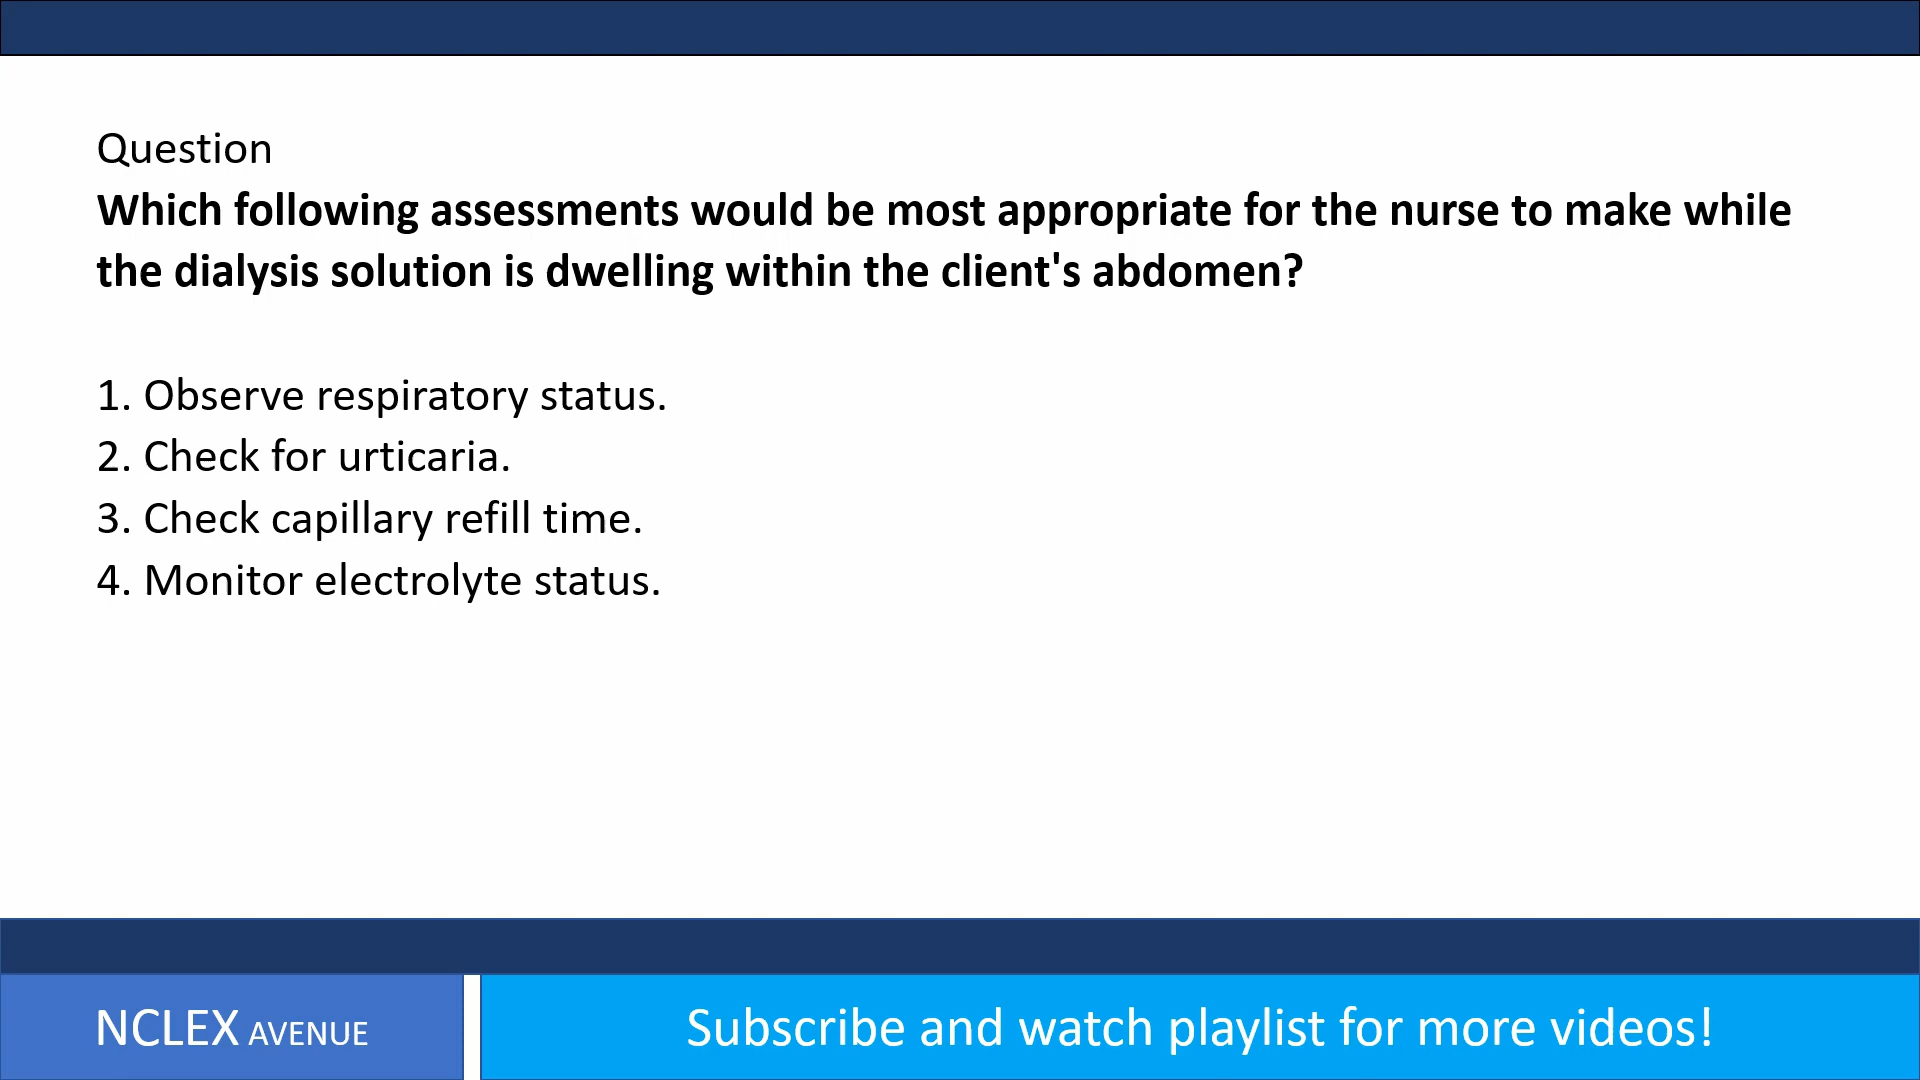 Question
Which following assessments would be most appropriate for the nurse to make while
the dialysis solution is dwelling within the client's abdomen?
1. Observe respiratory status.
2. Check for urticaria.
3. Check capillary refill time.
4. Monitor electrolyte status.
NCLEX AVENUE
Subscribe and watch playlist for more videos!